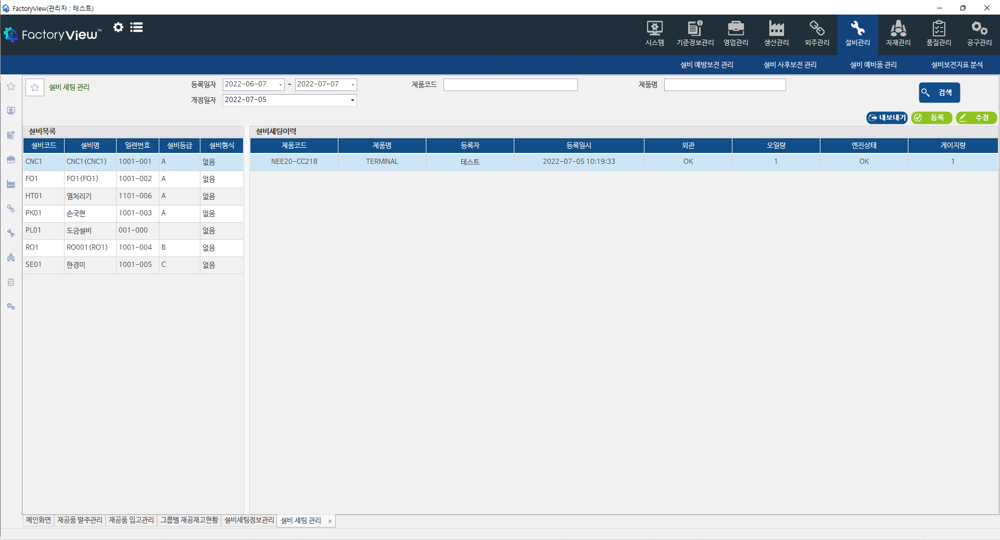 FactoryView(관리자 : 테스트)
FactoryView™
시스템 기준정보관리 영업관리 생산관리 외주관리 설비관리 자재관리 품질관리 공구관리
설비 예방보전 관리 설비 사후보전 관리 설비 예비품 관리 설비보전지표 분석
설비 세팅 관리 등록일자 2022-06-07 ~ 2022-07-07 제품코드 제품명 검색
개정일자 2022-07-05
내보내기 등록 수정
설비목록 설비세팅이력
설비코드 설비명 일련번호 설비등급 설비형식 제품코드 제품명 등록자 등록일시 외관 오일량 엔진상태 게이지량
CNC1 CNC1(CNC1) 1001-001 A 없음 NEE20-CC218 TERMINAL 테스트 2022-07-05 10:19:33 OK 1 OK 1
FO1 FO1(FO1) 1001-002 A 없음
HT01 열처리기 1101-006 A 없음
PK01 손국현 1001-003 A 없음
PL01 도금설비 001-000 없음
RO1 RO001(RO1) 1001-004 B 없음
SE01 한경미 1001-005 C 없음
메인화면 재공품 발주관리 재공품 입고관리 그룹별 재공재고현황 설비세팅정보관리 설비 세팅 관리 ×